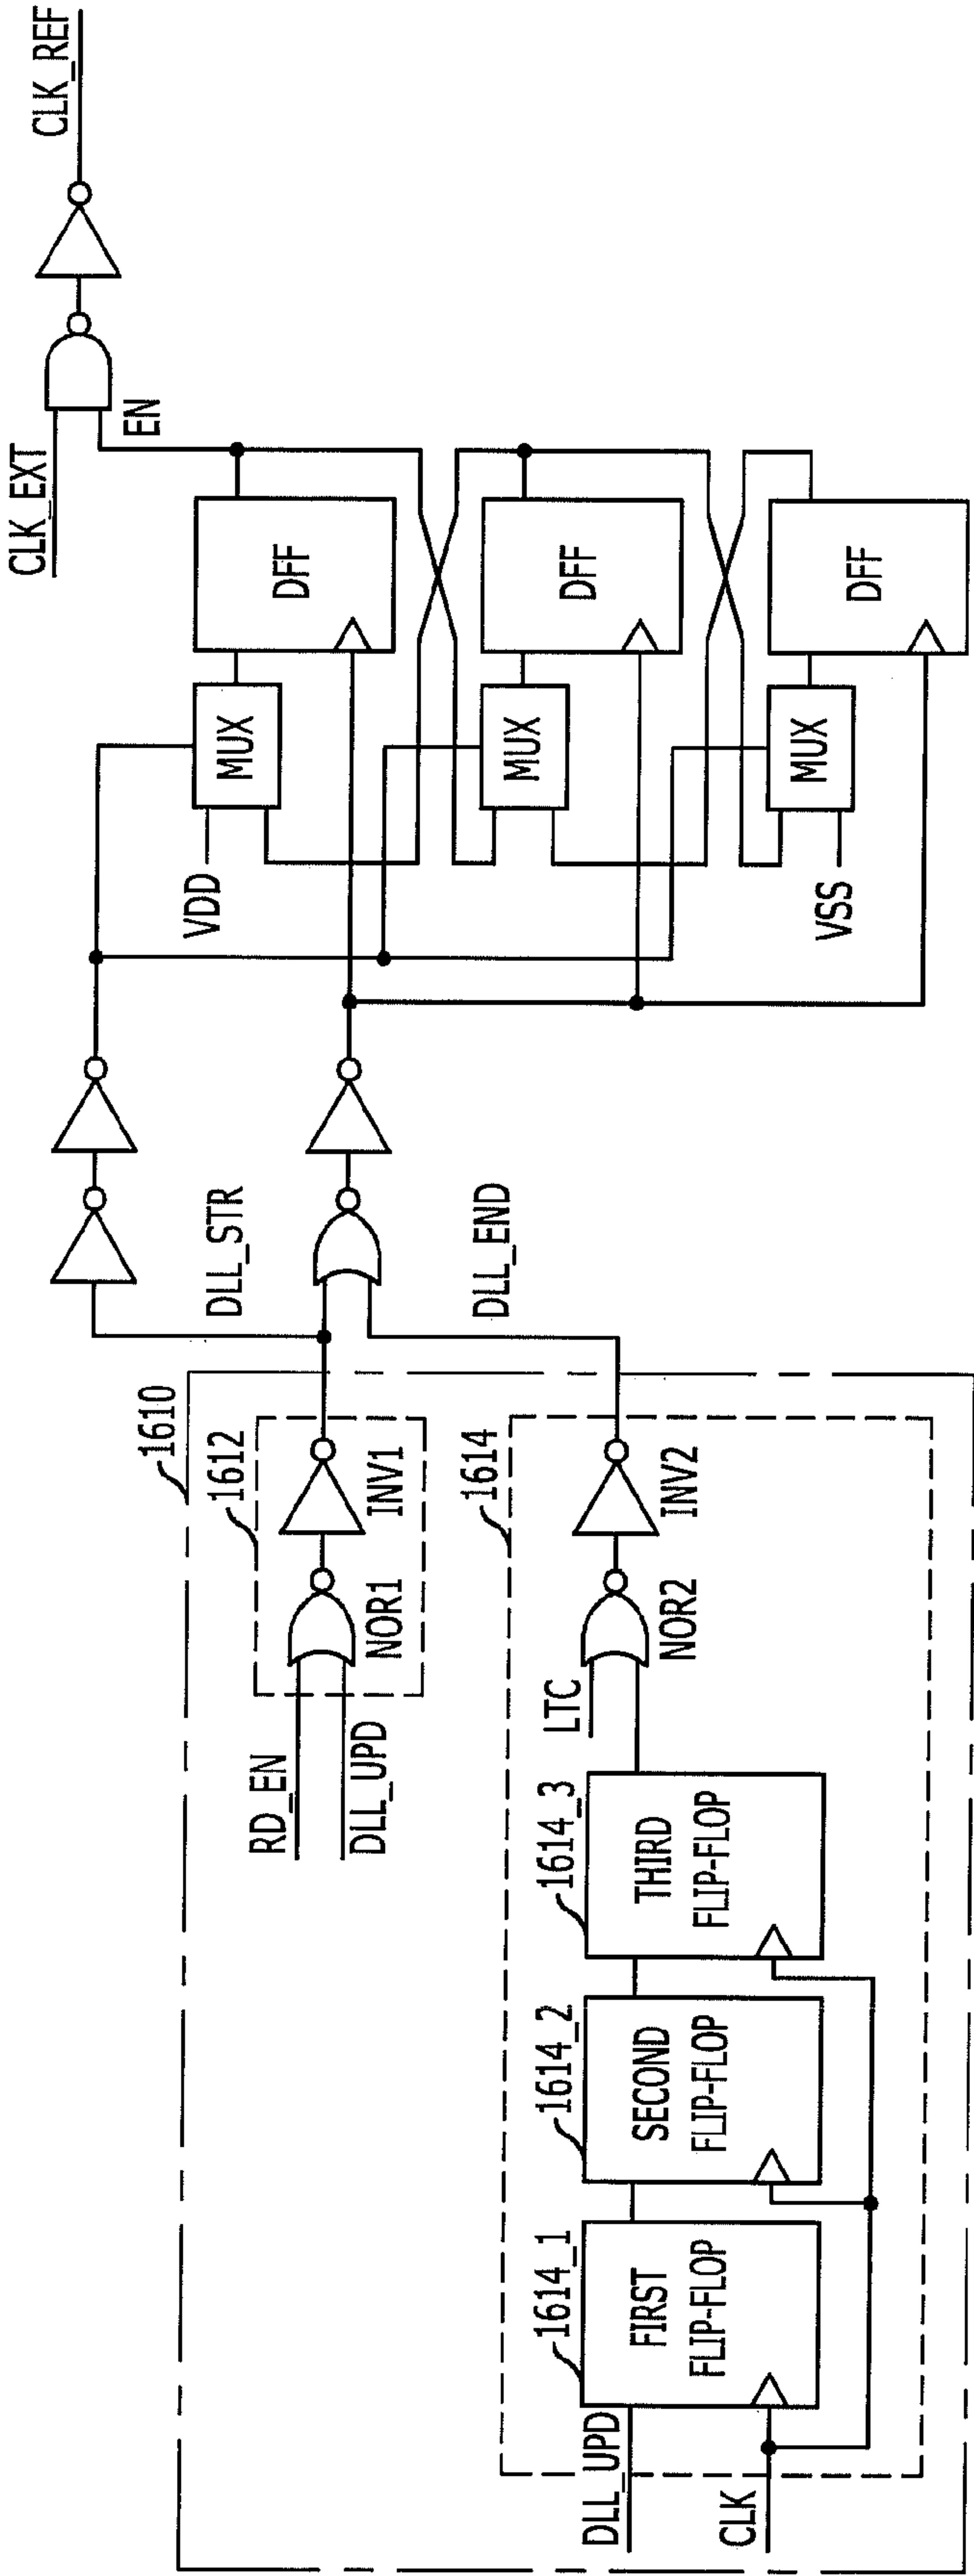 1610
1612
RD_EN
DLL_UPD
NOR1
INV1
DLL_STR
1614
DLL_UPD
CLK
1614_1
FIRST
FLIP-FLOP
1614_2
SECOND
FLIP-FLOP
1614_3
THIRD
FLIP-FLOP
LTC
NOR2
INV2
DLL_END
VDD
MUX
DFF
MUX
DFF
VSS
MUX
DFF
CLK_EXT
EN
CLK_REF